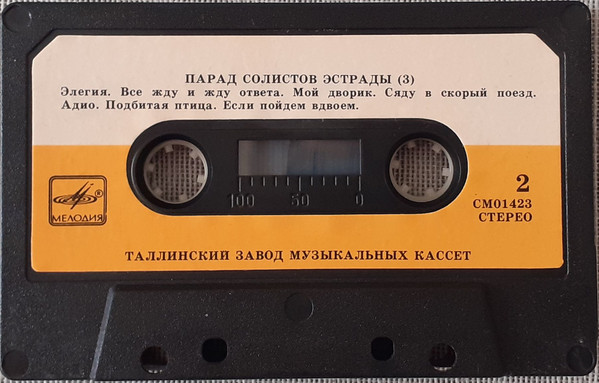 ПАРАД СОЛИСТОВ ЭСТРАДЫ (3)
Элегия. Все жду и жду ответа. Мой дворик. Сяду в скорый поезд.
Адио. Подбитая птица. Если пойдем вдвоем.
100 50 0
2
СМ01423
СТЕРЕО
®
МЕЛОДИЯ
ТАЛЛИНСКИЙ ЗАВОД МУЗЫКАЛЬНЫХ КАССЕТ